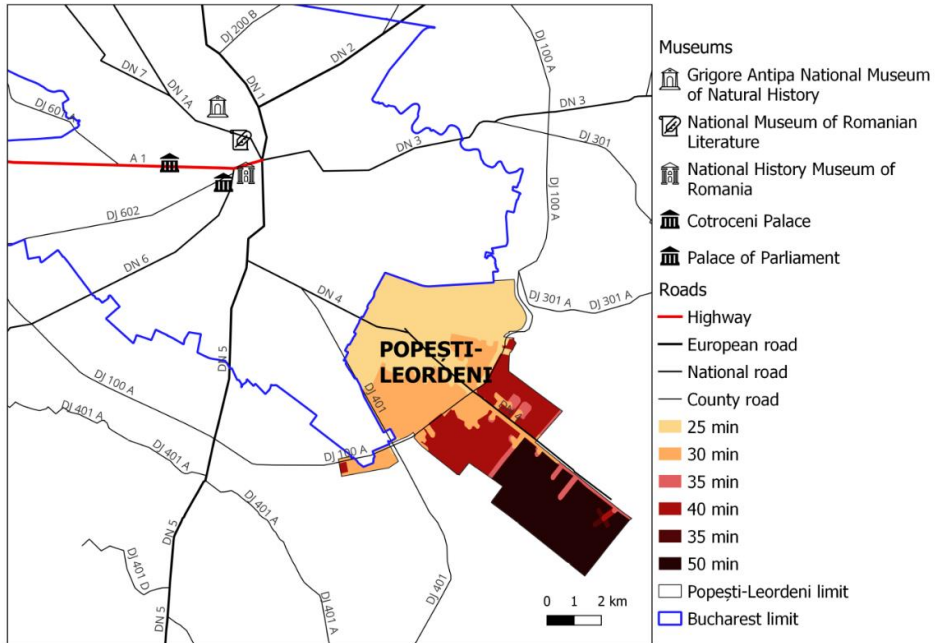 DJ 200 B
DN 2
DN 7
DN 1
DN 1A
DJ 100 A
DN 3
DJ 601 A
DN 3
DJ 301
A 1
DJ 100 A
DJ 602
DN 6
DN 4
DJ 301 A
DJ 301 A
POPEȘTI-
LEORDENI
DN 5
DJ 100 A
DJ 401
DJ 401 A
DJ 401 A
DJ 100 A
DJ 401 A
DN 5
DJ 401
DJ 401 D
DJ 401 A
DN 5
0 1 2 km
Museums
Grigore Antipa National Museum
of Natural History
National Museum of Romanian
Literature
National History Museum of
Romania
Cotroceni Palace
Palace of Parliament
Roads
Highway
European road
National road
County road
25 min
30 min
35 min
40 min
35 min
50 min
Popești-Leordeni limit
Bucharest limit